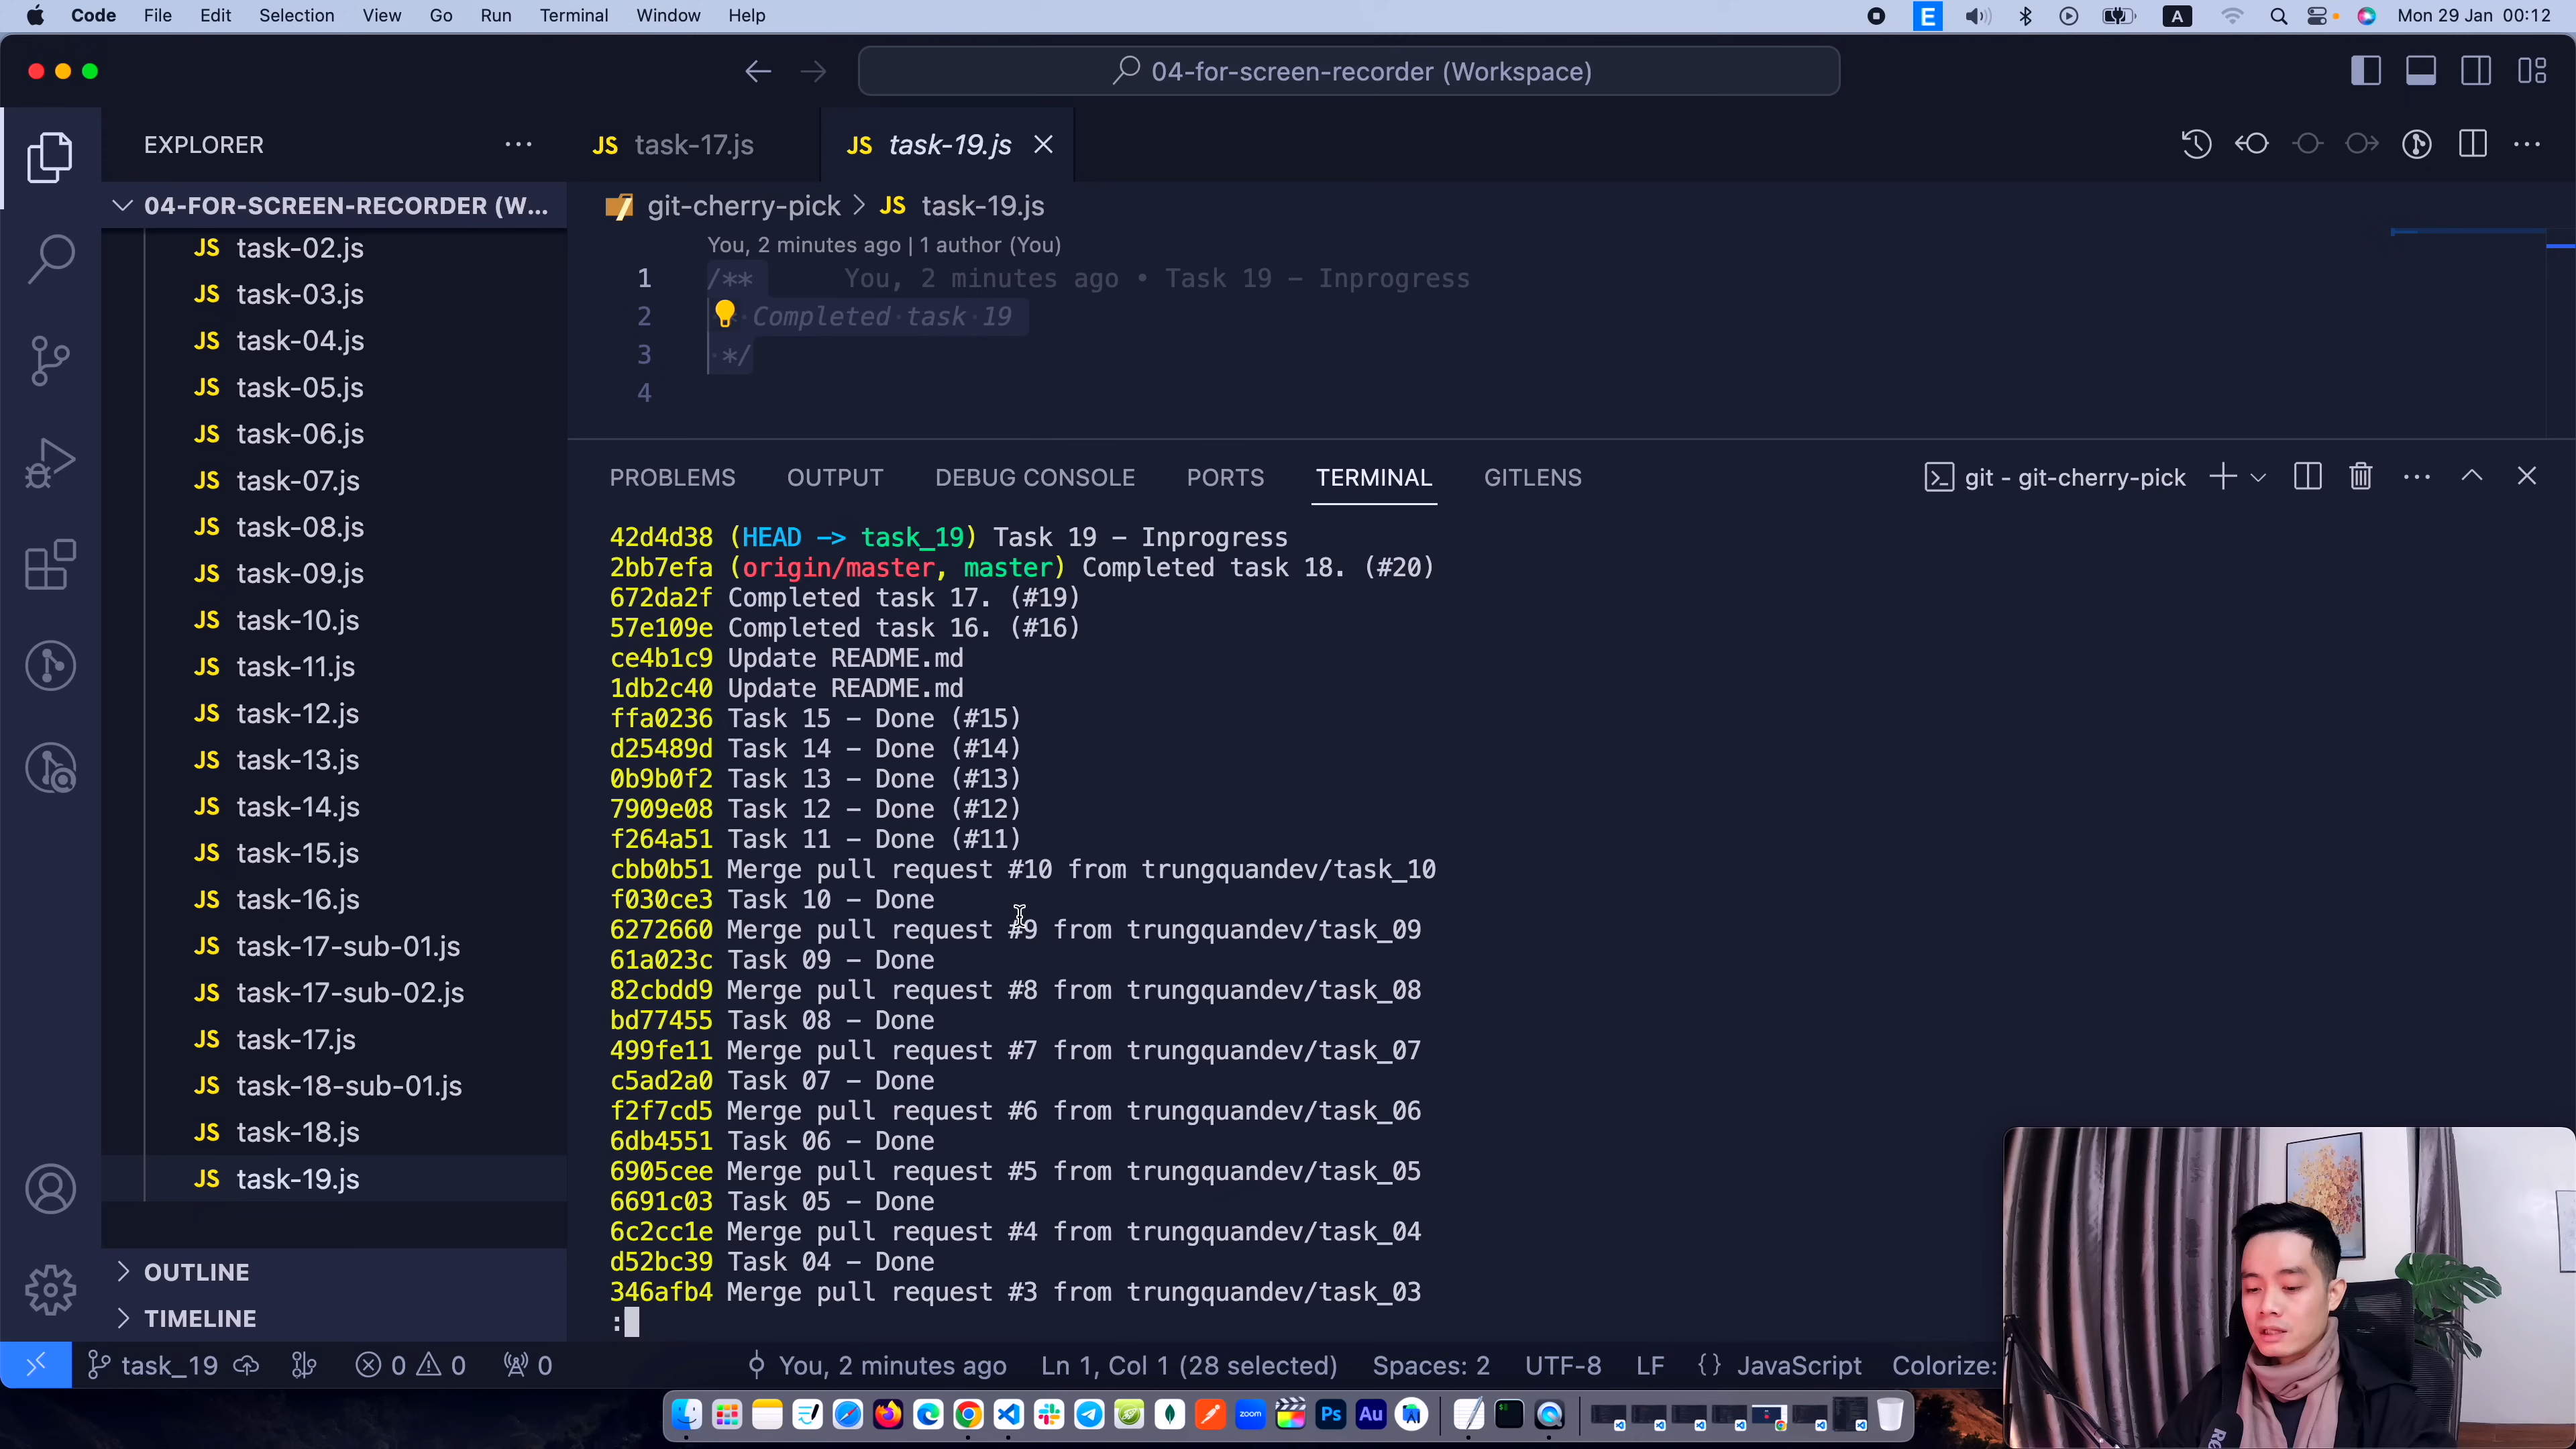 Code File Edit Selection View Go Run Terminal Window Help
E
A
Mon 29 Jan 00:12
04-for-screen-recorder (Workspace)
EXPLORER
JS task-17.js
JS task-19.js
04-FOR-SCREEN-RECORDER (W...
JS task-02.js
JS task-03.js
JS task-04.js
JS task-05.js
JS task-06.js
JS task-07.js
JS task-08.js
JS task-09.js
JS task-10.js
JS task-11.js
JS task-12.js
JS task-13.js
JS task-14.js
JS task-15.js
JS task-16.js
JS task-17-sub-01.js
JS task-17-sub-02.js
JS task-17.js
JS task-18-sub-01.js
JS task-18.js
JS task-19.js
OUTLINE
TIMELINE
git-cherry-pick > JS task-19.js
You, 2 minutes ago | 1 author (You)
1 /** You, 2 minutes ago • Task 19 – Inprogress
2 Completed task 19
3 */
4
PROBLEMS OUTPUT DEBUG CONSOLE PORTS TERMINAL GITLENS
git - git-cherry-pick
42d4d38 (HEAD -> task_19) Task 19 – Inprogress
2bb7efa (origin/master, master) Completed task 18. (#20)
672da2f Completed task 17. (#19)
57e109e Completed task 16. (#16)
ce4b1c9 Update README.md
1db2c40 Update README.md
ffa0236 Task 15 – Done (#15)
d25489d Task 14 – Done (#14)
0b9b0f2 Task 13 – Done (#13)
7909e08 Task 12 – Done (#12)
f264a51 Task 11 – Done (#11)
cbb0b51 Merge pull request #10 from trungquandev/task_10
f030ce3 Task 10 – Done
6272660 Merge pull request #9 from trungquandev/task_09
61a023c Task 09 – Done
82cbdd9 Merge pull request #8 from trungquandev/task_08
bd77455 Task 08 – Done
499fe11 Merge pull request #7 from trungquandev/task_07
c5ad2a0 Task 07 – Done
f2f7cd5 Merge pull request #6 from trungquandev/task_06
6db4551 Task 06 – Done
6905cee Merge pull request #5 from trungquandev/task_05
6691c03 Task 05 – Done
6c2cc1e Merge pull request #4 from trungquandev/task_04
d52bc39 Task 04 – Done
346afb4 Merge pull request #3 from trungquandev/task_03
:
task_19 0 0 0 You, 2 minutes ago Ln 1, Col 1 (28 selected) Spaces: 2 UTF-8 LF {} JavaScript Colorize:
zoom Ps Au